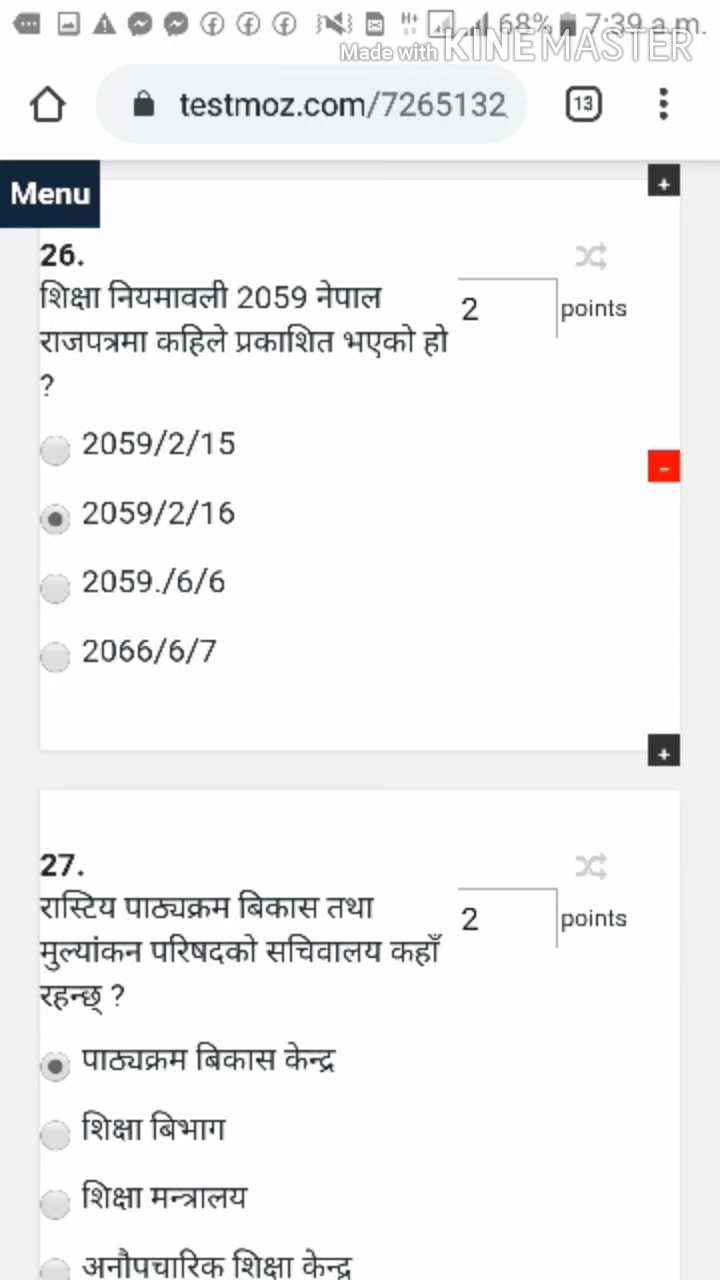 68% 7:39 a.m.
Made with KINEMASTER
testmoz.com/7265132
13
Menu
+
26.
शिक्षा नियमावली 2059 नेपाल
राजपत्रमा कहिले प्रकाशित भएको हो
?
2 points
2059/2/15
-
2059/2/16
2059./6/6
2066/6/7
+
27.
रास्टिय पाठ्यक्रम बिकास तथा
मुल्यांकन परिषदको सचिवालय कहाँ
रहन्छ् ?
2 points
पाठ्यक्रम बिकास केन्द्र
शिक्षा बिभाग
शिक्षा मन्त्रालय
अनौपचारिक शिक्षा केन्द्र